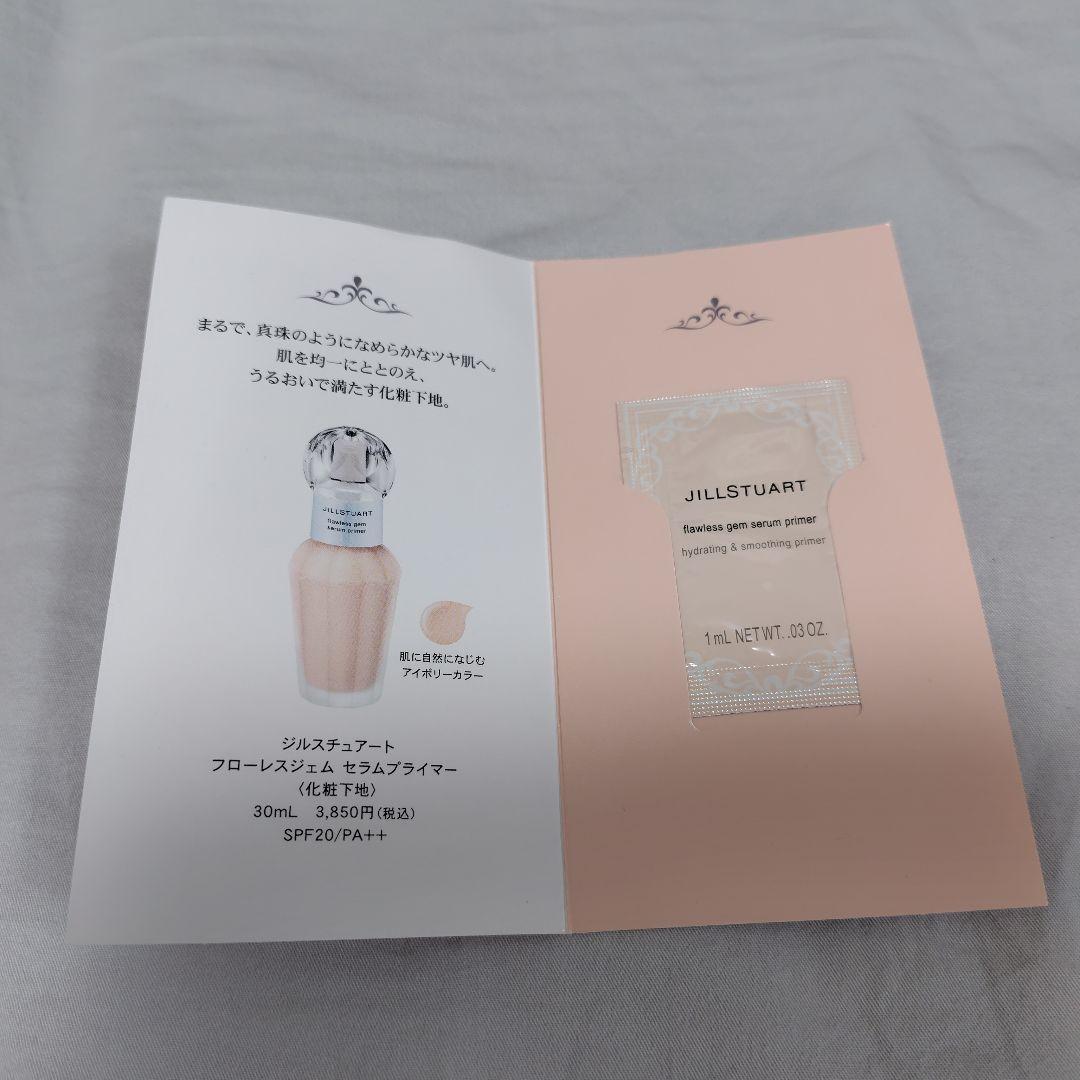 まるで、真珠のようになめらかなツヤ肌へ。
肌を均一にととのえ、
うるおいで満たす化粧下地。
JILLSTUART
flawless gem
serum primer
肌に自然になじむ
アイボリーカラー
ジルスチュアート
フローレスジェム セラムプライマー
〈化粧下地〉
30mL 3,850円(税込)
SPF20/PA++
JILLSTUART
flawless gem serum primer
hydrating & smoothing primer
1 mL NET WT. .03 OZ.